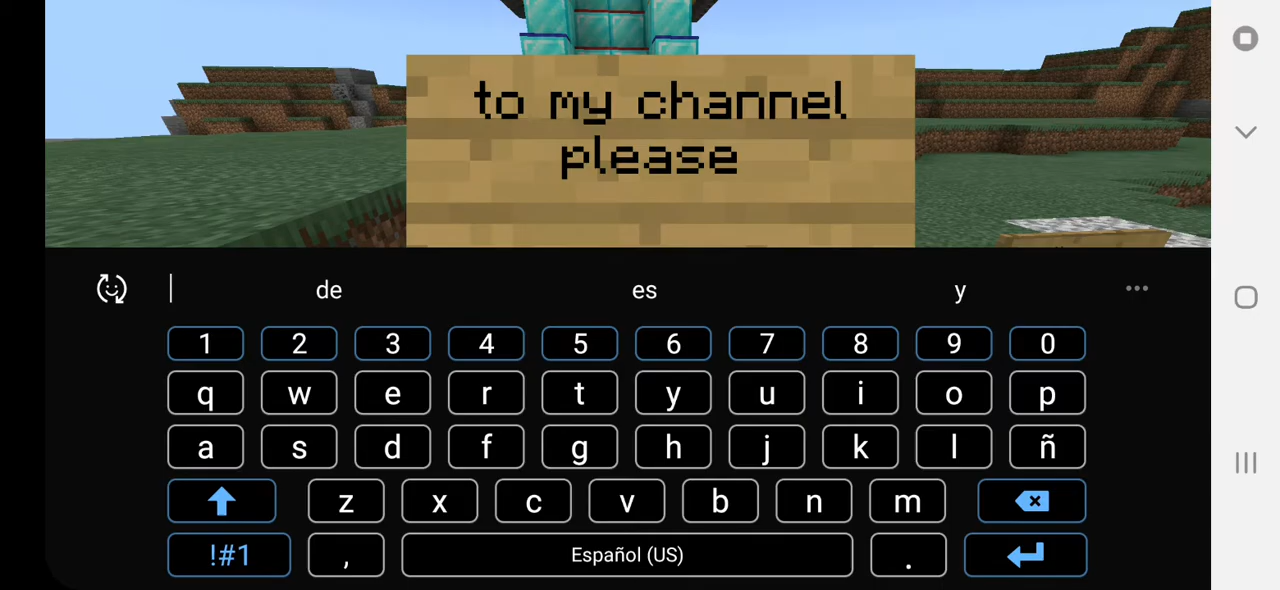 to my channel
please
de es y
1 2 3 4 5 6 7 8 9 0
q w e r t y u i o p
a s d f g h j k l ñ
z x c v b n m
!#1 , Español (US) .